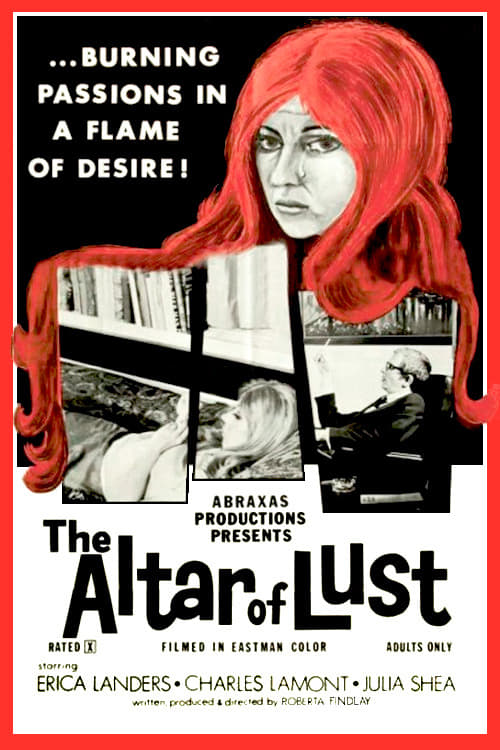 ...BURNING
PASSIONS IN
A FLAME
OF DESIRE!
ABRAXAS
PRODUCTIONS
PRESENTS
The
Altar of Lust
RATED X FILMED IN EASTMAN COLOR ADULTS ONLY
starring
ERICA LANDERS • CHARLES LAMONT • JULIA SHEA
written, produced & directed by ROBERTA FINDLAY